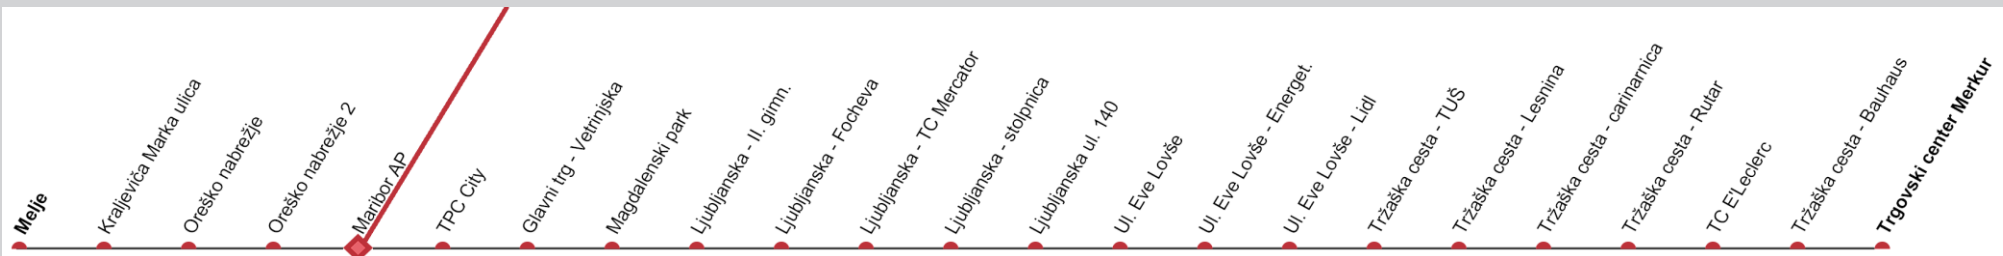 Melje
Kraljeviča Marka ulica
Oreško nabrežje
Oreško nabrežje 2
Maribor AP
TPC City
Glavni trg - Vetrinjska
Magdalenski park
Ljubljanska - II. gimn.
Ljubljanska - Focheva
Ljubljanska - TC Mercator
Ljubljanska - stolpnica
Ljubljanska ul. 140
Ul. Eve Lovše
Ul. Eve Lovše - Energet.
Ul. Eve Lovše - Lidl
Tržaška cesta - TUŠ
Tržaška cesta - Lesnina
Tržaška cesta - carinarnica
Tržaška cesta - Rutar
TC E'Leclerc
Tržaška cesta - Bauhaus
Trgovski center Merkur